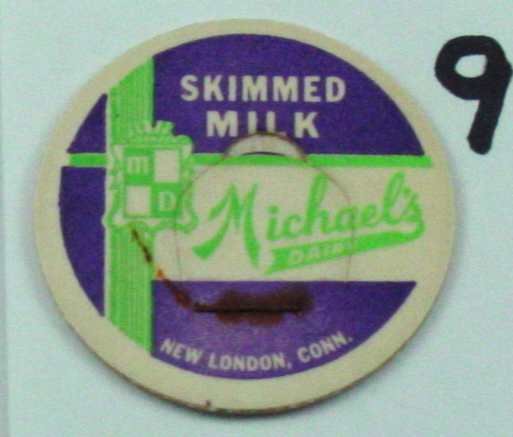 SKIMMED
MILK
m
D
Michael's
DAIRY
NEW LONDON, CONN.
9